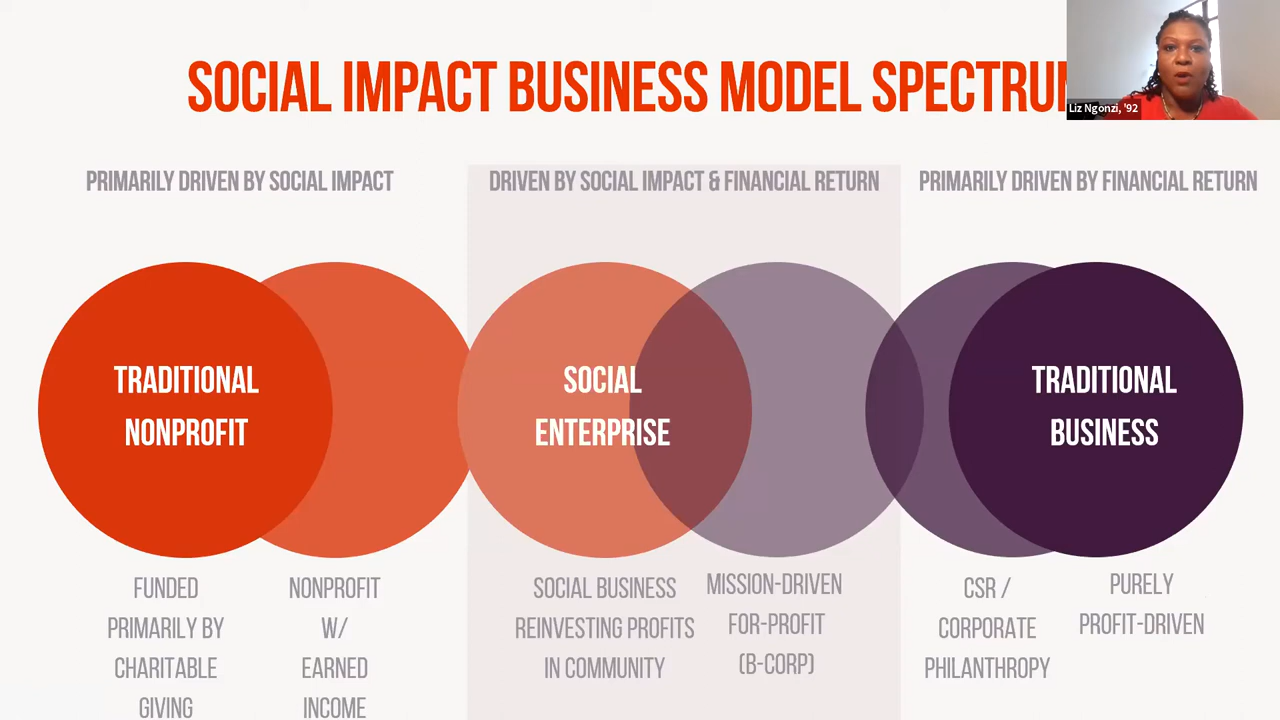 SOCIAL IMPACT BUSINESS MODEL SPECTRUM
Liz Ngonzi, '92
PRIMARILY DRIVEN BY SOCIAL IMPACT
DRIVEN BY SOCIAL IMPACT & FINANCIAL RETURN
PRIMARILY DRIVEN BY FINANCIAL RETURN
TRADITIONAL
NONPROFIT
SOCIAL
ENTERPRISE
TRADITIONAL
BUSINESS
FUNDED
PRIMARILY BY
CHARITABLE
GIVING
NONPROFIT
W/
EARNED
INCOME
SOCIAL BUSINESS
REINVESTING PROFITS
IN COMMUNITY
MISSION-DRIVEN
FOR-PROFIT
(B-CORP)
CSR /
CORPORATE
PHILANTHROPY
PURELY
PROFIT-DRIVEN